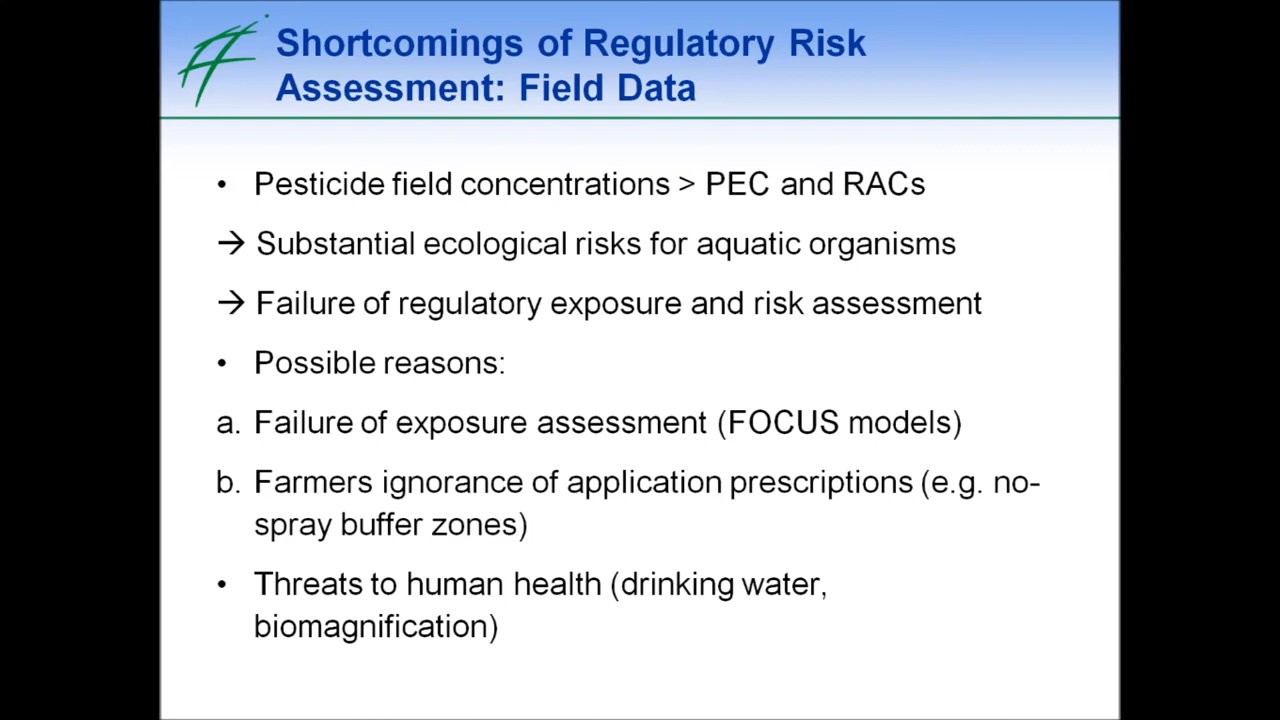 Shortcomings of Regulatory Risk
Assessment: Field Data
• Pesticide field concentrations > PEC and RACs
→ Substantial ecological risks for aquatic organisms
→ Failure of regulatory exposure and risk assessment
• Possible reasons:
a. Failure of exposure assessment (FOCUS models)
b. Farmers ignorance of application prescriptions (e.g. no-
spray buffer zones)
• Threats to human health (drinking water,
biomagnification)